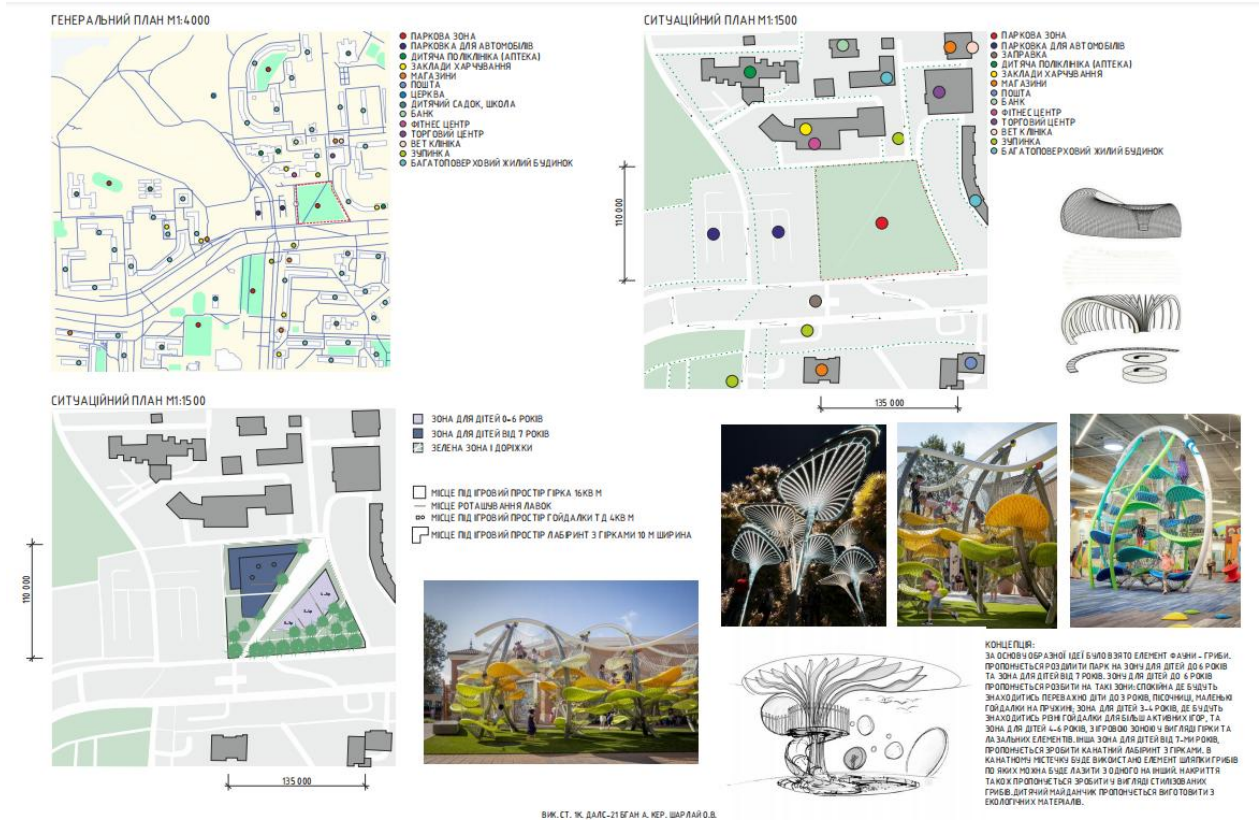 ГЕНЕРАЛЬНИЙ ПЛАН М1:4000
ПАРКОВА ЗОНА
ПАРКОВКА ДЛЯ АВТОМОБІЛІВ
ДИТЯЧА ПОЛІКЛІНІКА (АПТЕКА)
ЗАКЛАДИ ХАРЧУВАННЯ
МАГАЗИНИ
ПОШТА
ЦЕРКВА
ДИТЯЧИЙ САДОК, ШКОЛА
БАНК
ФІТНЕС ЦЕНТР
ТОРГОВИЙ ЦЕНТР
ВЕТ КЛІНІКА
ЗУПИНКА
БАГАТОПОВЕРХОВИЙ ЖИЛИЙ БУДИНОК
СИТУАЦІЙНИЙ ПЛАН М1:1500
ПАРКОВА ЗОНА
ПАРКОВКА ДЛЯ АВТОМОБІЛІВ
ЗАПРАВКА
ДИТЯЧА ПОЛІКЛІНІКА (АПТЕКА)
ЗАКЛАДИ ХАРЧУВАННЯ
МАГАЗИНИ
ПОШТА
БАНК
ФІТНЕС ЦЕНТР
ТОРГОВИЙ ЦЕНТР
ВЕТ КЛІНІКА
ЗУПИНКА
БАГАТОПОВЕРХОВИЙ ЖИЛИЙ БУДИНОК
110 000
135 000
СИТУАЦІЙНИЙ ПЛАН М1:1500
ЗОНА ДЛЯ ДІТЕЙ 0-6 РОКІВ
ЗОНА ДЛЯ ДІТЕЙ ВІД 7 РОКІВ
ЗЕЛЕНА ЗОНА І ДОРІЖКИ
МІСЦЕ ПІД ІГРОВИЙ ПРОСТІР ГІРКА 16КВ М
МІСЦЕ РОТАШУВАННЯ ЛАВОК
МІСЦЕ ПІД ІГРОВИЙ ПРОСТІР ГОЙДАЛКИ Т.Д 4КВ М
МІСЦЕ ПІД ІГРОВИЙ ПРОСТІР ЛАБІРИНТ З ГІРКАМИ 10 М ШИРИНА
110 000
135 000
КОНЦЕПЦІЯ:
ЗА ОСНОВУ ОБРАЗНОЇ ІДЕЇ БУЛО ВЗЯТО ЕЛЕМЕНТ ФАУНИ - ГРИБИ.
ПРОПОНУЄТЬСЯ РОЗДІЛИТИ ПАРК НА ЗОНУ ДЛЯ ДІТЕЙ ДО 6 РОКІВ
ТА ЗОНА ДЛЯ ДІТЕЙ ВІД 7 РОКІВ. ЗОНУ ДЛЯ ДІТЕЙ ДО 6 РОКІВ
ПРОПОНУЄТЬСЯ РОЗБИТИ НА ТАКІ ЗОНИ: СПОКІЙНА ДЕ БУДУТЬ
ЗНАХОДИТИСЬ ПЕРЕВАЖНО ДІТИ ДО 3 РОКІВ, ПІСОЧНИЦІ, МАЛЕНЬКІ
ГОЙДАЛКИ НА ПРУЖИНІ; ЗОНА ДЛЯ ДІТЕЙ 3-4 РОКІВ, ДЕ БУДУТЬ
ЗНАХОДИТИСЬ РІЗНІ ГОЙДАЛКИ ДЛЯ БІЛЬШ АКТИВНИХ ІГОР, ТА
ЗОНА ДЛЯ ДІТЕЙ 4-6 РОКІВ, З ІГРОВОЮ ЗОНОЮ У ВИГЛЯДІ ГІРКИ ТА
ЛАЗАЛЬНИХ ЕЛЕМЕНТІВ. ІНША ЗОНА ДЛЯ ДІТЕЙ ВІД 7-МИ РОКІВ,
ПРОПОНУЄТЬСЯ ЗРОБИТИ КАНАТНИЙ ЛАБІРИНТ З ГІРКАМИ. В
КАНАТНОМУ МІСТЕЧКУ БУДЕ ВИКОИСТАНО ЕЛЕМЕНТ ШЛЯПКИ ГРИБІВ
ПО ЯКИХ МОЖНА БУДЕ ЛАЗИТИ З ОДНОГО НА ИНШИЙ. НАКРИТТЯ
ТАКОЖ ПРОПОНУЄТЬСЯ ЗРОБИТИ У ВИГЛЯДІ СТИЛІЗОВАНИХ
ГРИБІВ. ДИТЯЧИЙ МАЙДАНЧИК ПРОПОНУЄТЬСЯ ВИГОТОВИТИ З
ЕКОЛОГІЧНИХ МАТЕРІАЛІВ.
ВИК. СТ. 1К. ДАЛС-21 БГАН А. КЕР. ШАРЛАЙ О.В.